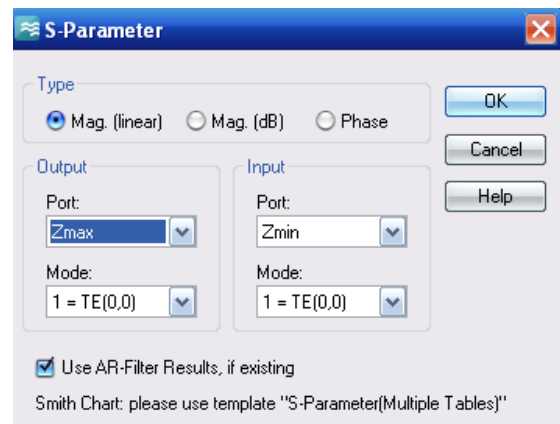 S-Parameter
Type
Mag. (linear) Mag. (dB) Phase
OK
Cancel
Help
Output
Port:
Zmax
Mode:
1 = TE(0,0)
Input
Port:
Zmin
Mode:
1 = TE(0,0)
Use AR-Filter Results, if existing
Smith Chart: please use template "S-Parameter(Multiple Tables)"